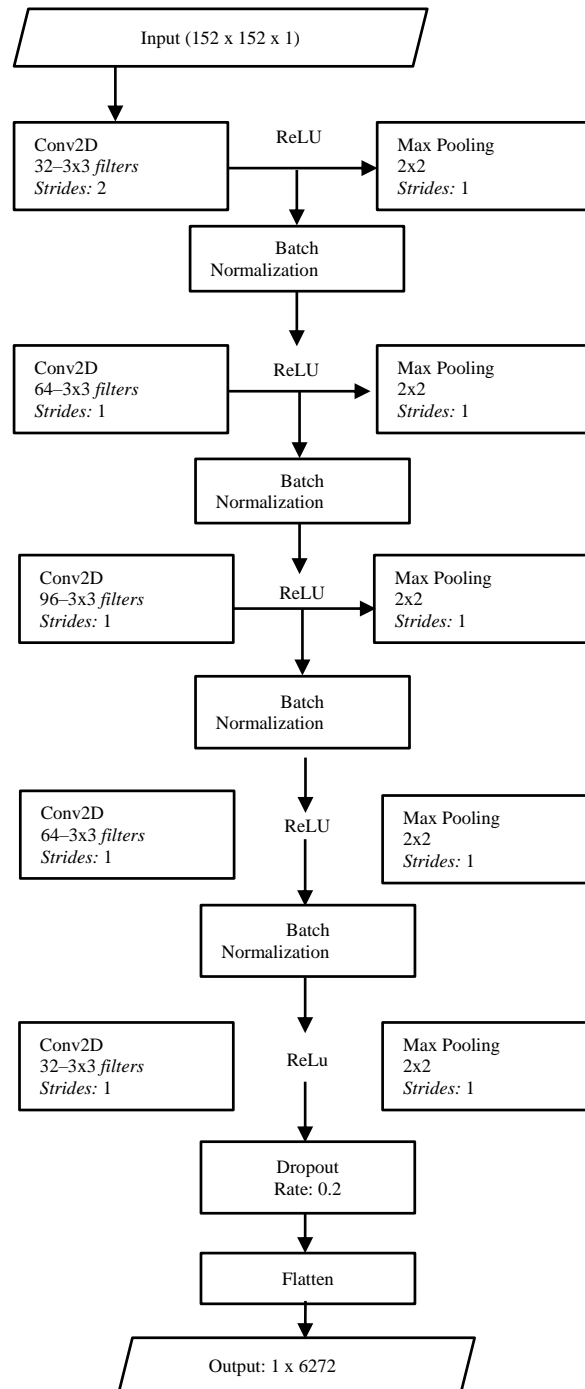 Input (152 x 152 x 1)
Conv2D
32–3x3 filters
Strides: 2
ReLU
Max Pooling
2x2
Strides: 1
Batch
Normalization
Conv2D
64–3x3 filters
Strides: 1
ReLU
Max Pooling
2x2
Strides: 1
Batch
Normalization
Conv2D
96–3x3 filters
Strides: 1
ReLU
Max Pooling
2x2
Strides: 1
Batch
Normalization
Conv2D
64–3x3 filters
Strides: 1
ReLU
Max Pooling
2x2
Strides: 1
Batch
Normalization
Conv2D
32–3x3 filters
Strides: 1
ReLu
Max Pooling
2x2
Strides: 1
Dropout
Rate: 0.2
Flatten
Output: 1 x 6272